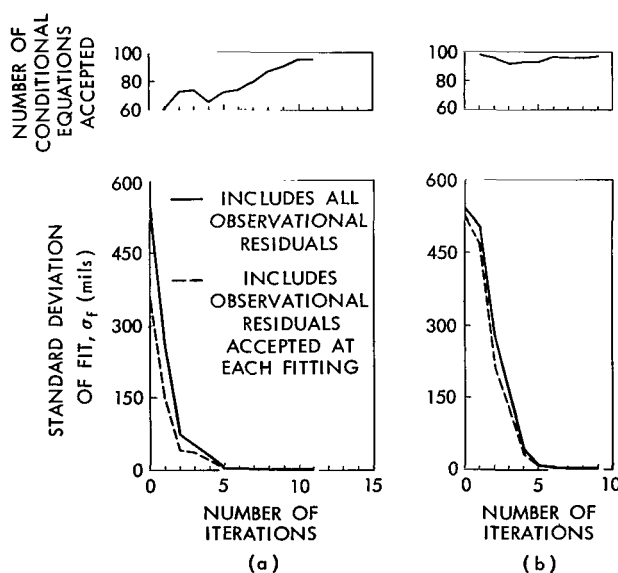 NUMBER OF
CONDITIONAL
EQUATIONS
ACCEPTED
100
80
60
100
80
60
STANDARD DEVIATION
OF FIT, σf (mils)
600
450
300
150
0
INCLUDES ALL
OBSERVATIONAL
RESIDUALS
INCLUDES
OBSERVATIONAL
RESIDUALS
ACCEPTED AT
EACH FITTING
0 5 10 15
NUMBER OF
ITERATIONS
(a)
600
450
300
150
0
0 5 10
NUMBER OF
ITERATIONS
(b)